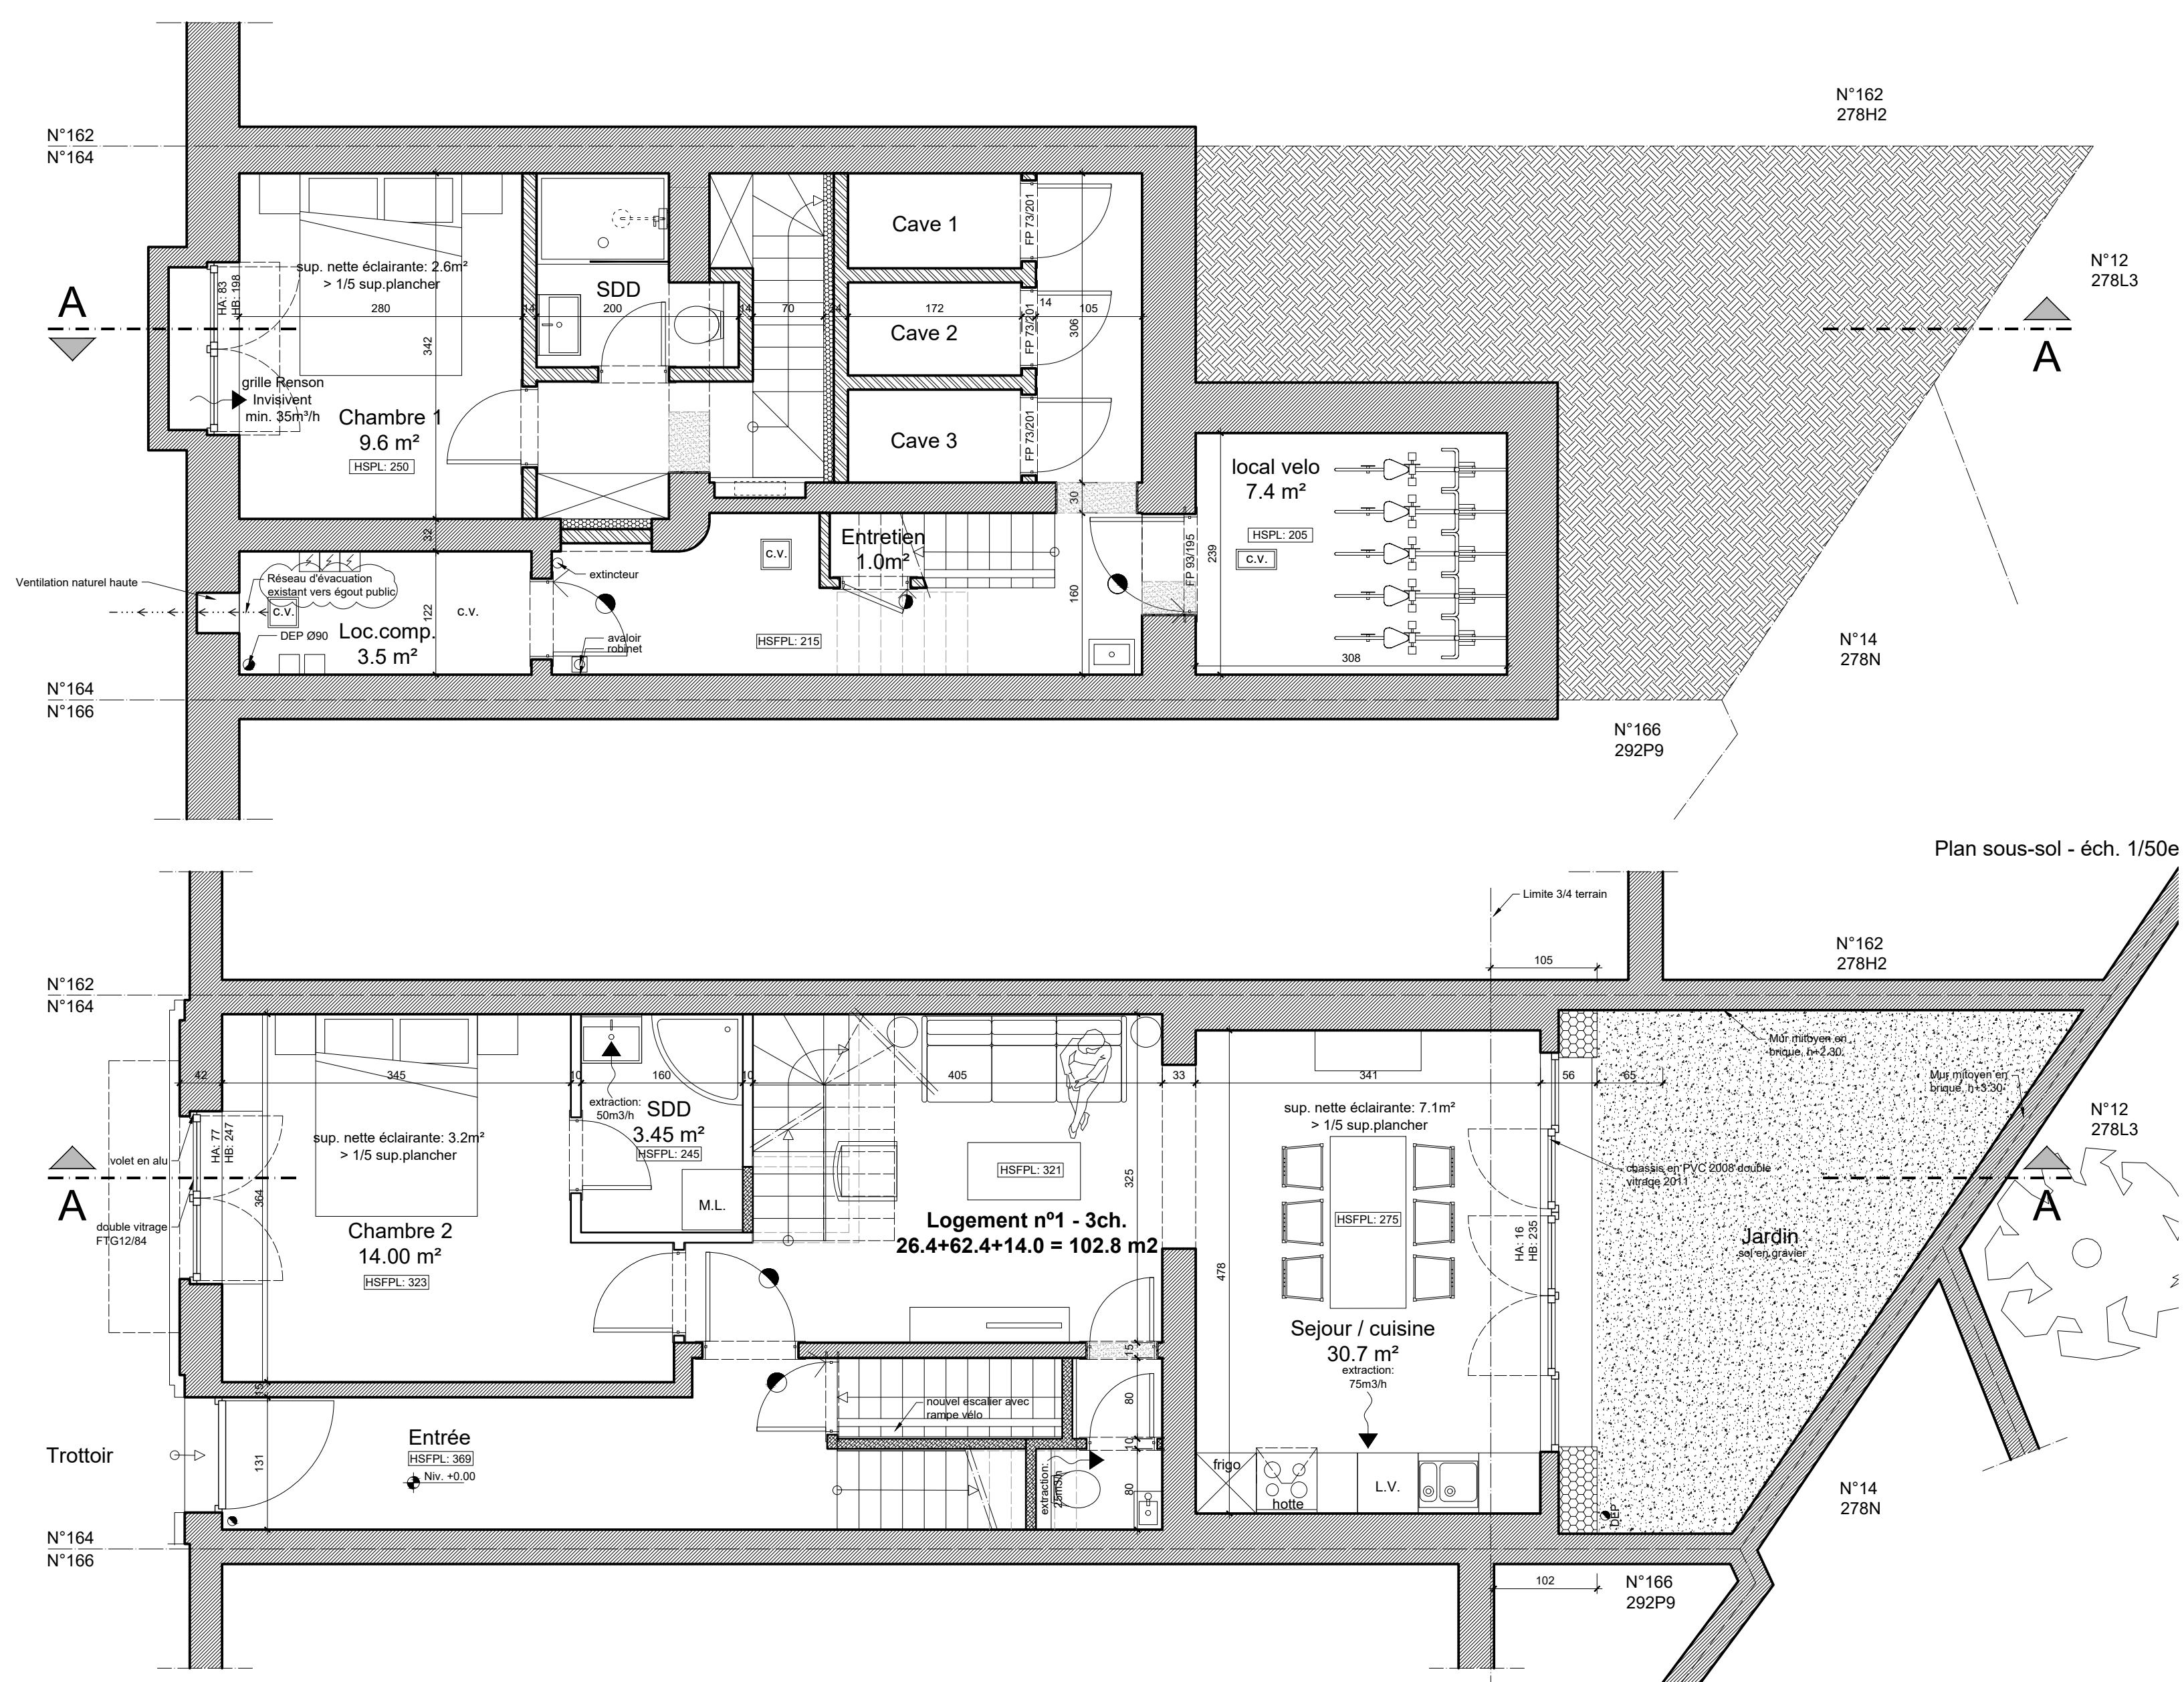 N°162
278H2
N°162
N°164
Cave 1
FP 73/201
N°12
278L3
sup. nette éclairante: 2.6m²
> 1/5 sup.plancher
HA: 83
HB: 198
SDD
A
280
14
200
14
70
172
14
105
306
342
Cave 2
FP 73/201
A
grille Renson
Invisivent
min. 35m³/h
Chambre 1
9.6 m²
HSPL: 250
Cave 3
FP 73/201
local velo
7.4 m²
HSPL: 205
c.v.
30
32
Entretien
1.0m²
c.v.
FP 93/195
239
Ventilation naturel haute
Réseau d'évacuation
existant vers égout public
extincteur
c.v.
c.v.
122
160
Loc.comp.
3.5 m²
DEP Ø90
avaloir
robinet
HSFPL: 215
308
N°14
278N
N°164
N°166
N°166
292P9
Plan sous-sol - éch. 1/50e
Limite 3/4 terrain
N°162
278H2
105
N°162
N°164
Mur mitoyen en
brique, h+2.30
42
345
10
160
10
405
33
341
56
65
Mur mitoyen en
brique, h+3.30
extraction:
50m3/h
SDD
3.45 m²
HSFPL: 245
sup. nette éclairante: 7.1m²
> 1/5 sup.plancher
N°12
278L3
HA: 77
HB: 247
sup. nette éclairante: 3.2m²
> 1/5 sup.plancher
volet en alu
HSFPL: 321
325
chassis en PVC 2008 double
vitrage 2011
A
364
M.L.
A
Logement nº1 - 3ch.
26.4+62.4+14.0 = 102.8 m2
HSFPL: 275
double vitrage
FTG12/84
Chambre 2
14.00 m²
HSFPL: 323
HA: 16
HB: 235
Jardin
sol en gravier
478
Sejour / cuisine
30.7 m²
extraction:
75m3/h
15
15
80
nouvel escalier avec
rampe vélo
Trottoir
Entrée
HSFPL: 369
Niv. +0.00
131
10
80
extraction:
25m3/h
frigo
hotte
L.V.
DEP
N°14
278N
N°164
N°166
102
N°166
292P9